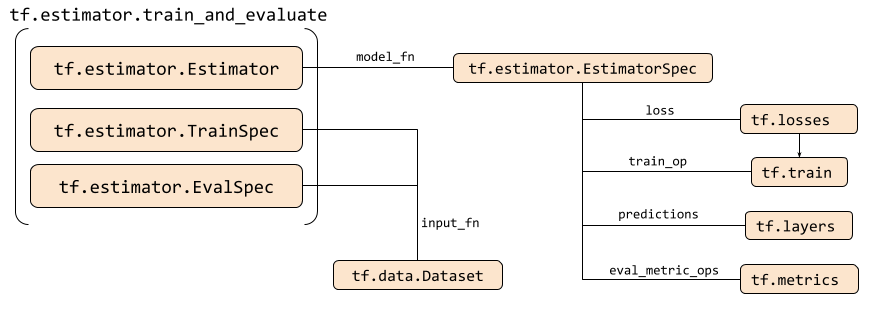 tf.estimator.train_and_evaluate
tf.estimator.Estimator
model_fn
tf.estimator.EstimatorSpec
tf.estimator.TrainSpec
tf.estimator.EvalSpec
input_fn
tf.data.Dataset
loss
tf.losses
train_op
tf.train
predictions
tf.layers
eval_metric_ops
tf.metrics